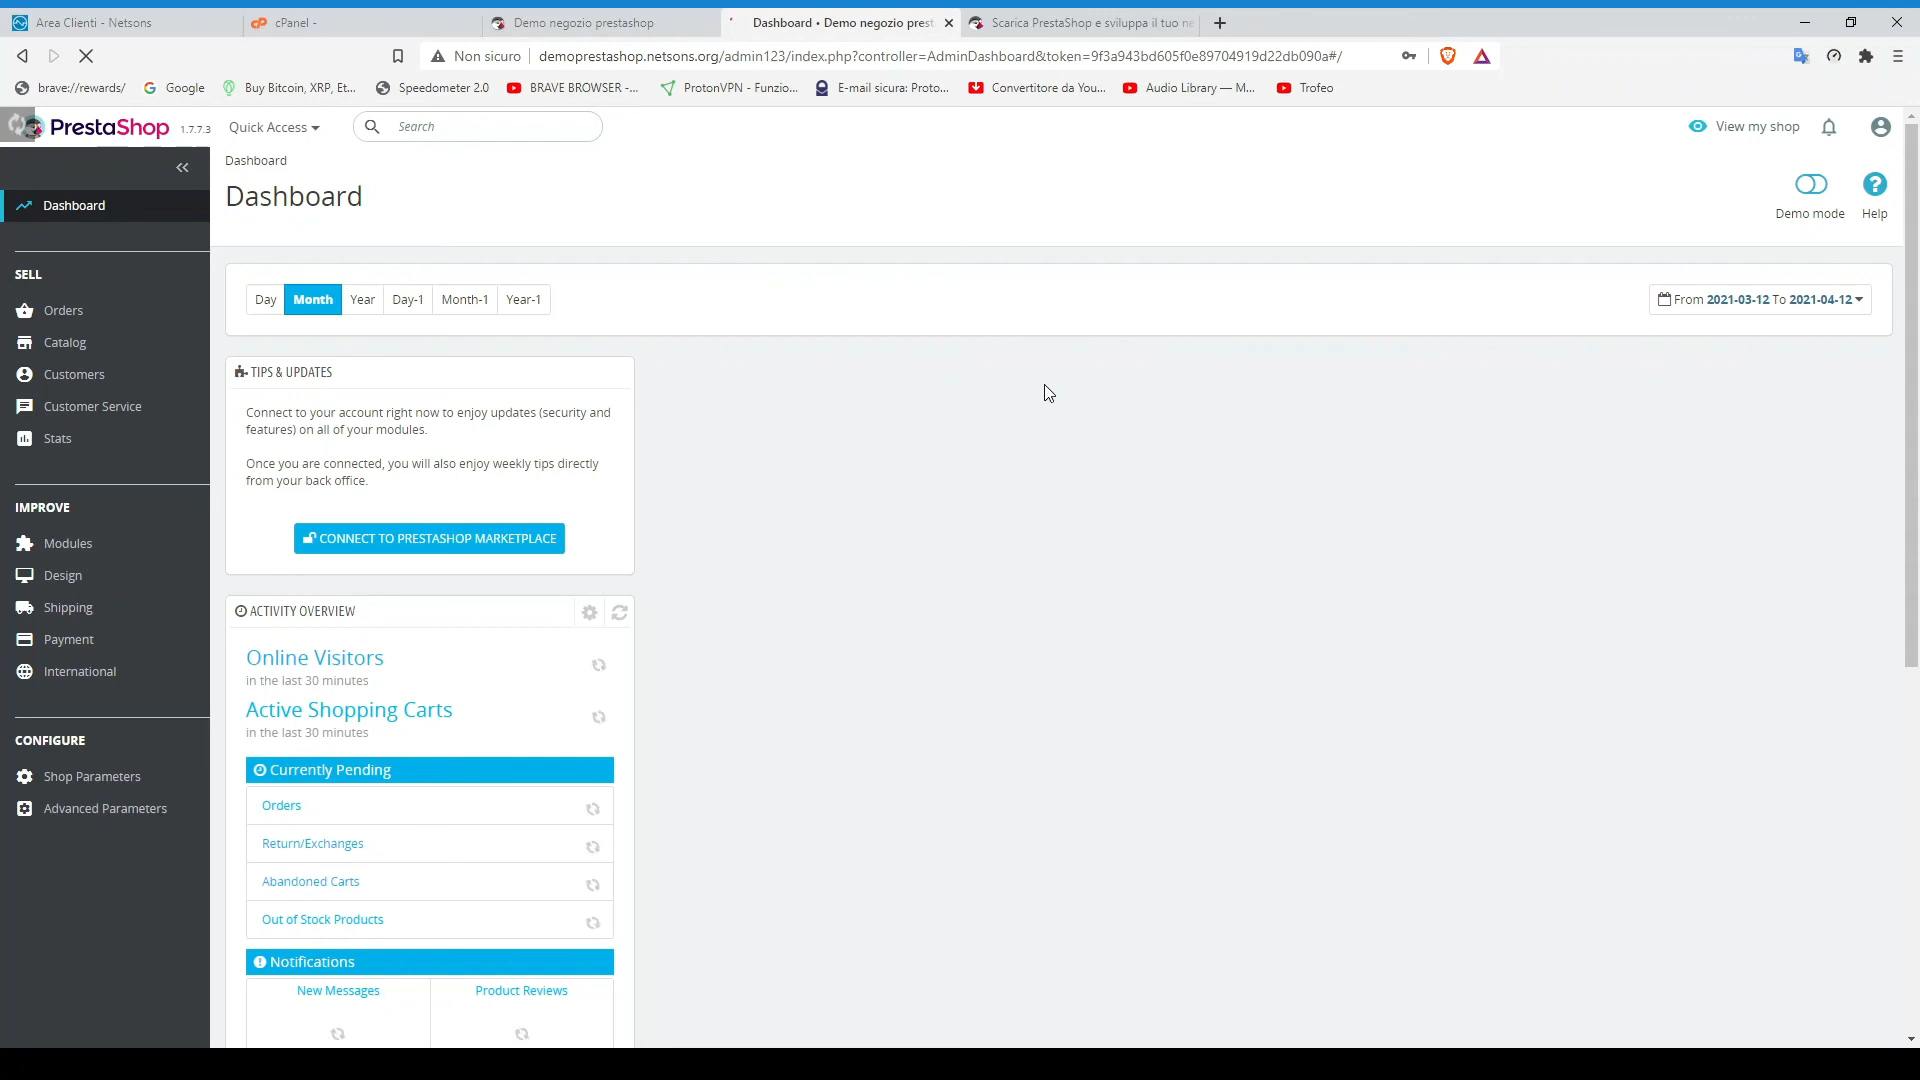 Area Clienti - Netsons
cPanel -
Demo negozio prestashop
Dashboard • Demo negozio prest
Scarica PrestaShop e sviluppa il tuo ne
Non sicuro
demoprestashop.netsons.org/admin123/index.php?controller=AdminDashboard&token=9f3a943bd605f0e89704919d22db090a#/
brave://rewards/
Google
Buy Bitcoin, XRP, Et...
Speedometer 2.0
BRAVE BROWSER -...
ProtonVPN - Funzio...
E-mail sicura: Proto...
Convertitore da You...
Audio Library — M...
Trofeo
PrestaShop 1.7.7.3
Quick Access
Search
View my shop
Dashboard
Dashboard
Demo mode
Help
Dashboard
SELL
Orders
Catalog
Customers
Customer Service
Stats
IMPROVE
Modules
Design
Shipping
Payment
International
CONFIGURE
Shop Parameters
Advanced Parameters
Day
Month
Year
Day-1
Month-1
Year-1
From 2021-03-12 To 2021-04-12
TIPS & UPDATES
Connect to your account right now to enjoy updates (security and
features) on all of your modules.
Once you are connected, you will also enjoy weekly tips directly
from your back office.
CONNECT TO PRESTASHOP MARKETPLACE
ACTIVITY OVERVIEW
Online Visitors
in the last 30 minutes
Active Shopping Carts
in the last 30 minutes
Currently Pending
Orders
Return/Exchanges
Abandoned Carts
Out of Stock Products
Notifications
New Messages
Product Reviews